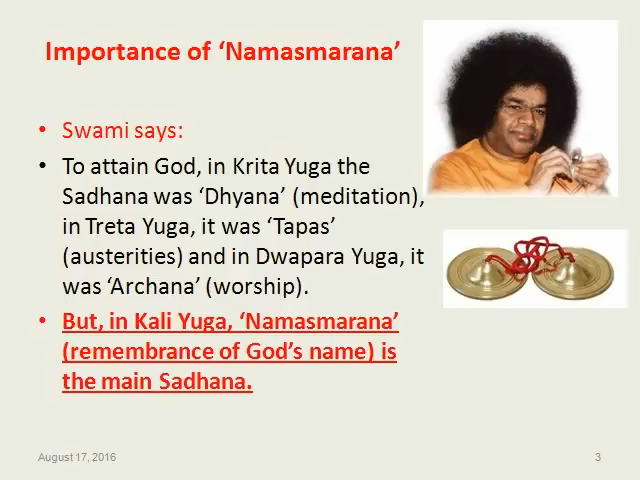 Importance of ‘Namasmarana’
• Swami says:
• To attain God, in Krita Yuga the
Sadhana was ‘Dhyana’ (meditation),
in Treta Yuga, it was ‘Tapas’
(austerities) and in Dwapara Yuga, it
was ‘Archana’ (worship).
• But, in Kali Yuga, ‘Namasmarana’
(remembrance of God’s name) is
the main Sadhana.
August 17, 2016
3